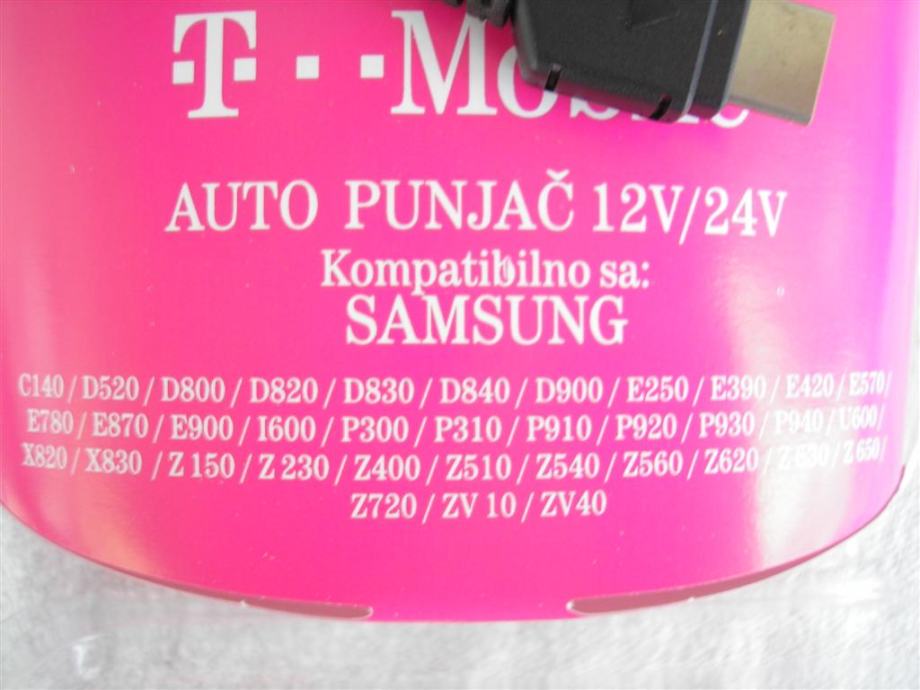 T··Mobile
AUTO PUNJAČ 12V/24V
Kompatibilno sa:
SAMSUNG
C140 / D520 / D800 / D820 / D830 / D840 / D900 / E250 / E390 / E420 / E570 /
E780 / E870 / E900 / I600 / P300 / P310 / P910 / P920 / P930 / P940 / U600 /
X820 / X830 / Z 150 / Z 230 / Z400 / Z510 / Z540 / Z560 / Z620 / Z 630 / Z 650 /
Z720 / ZV 10 / ZV40